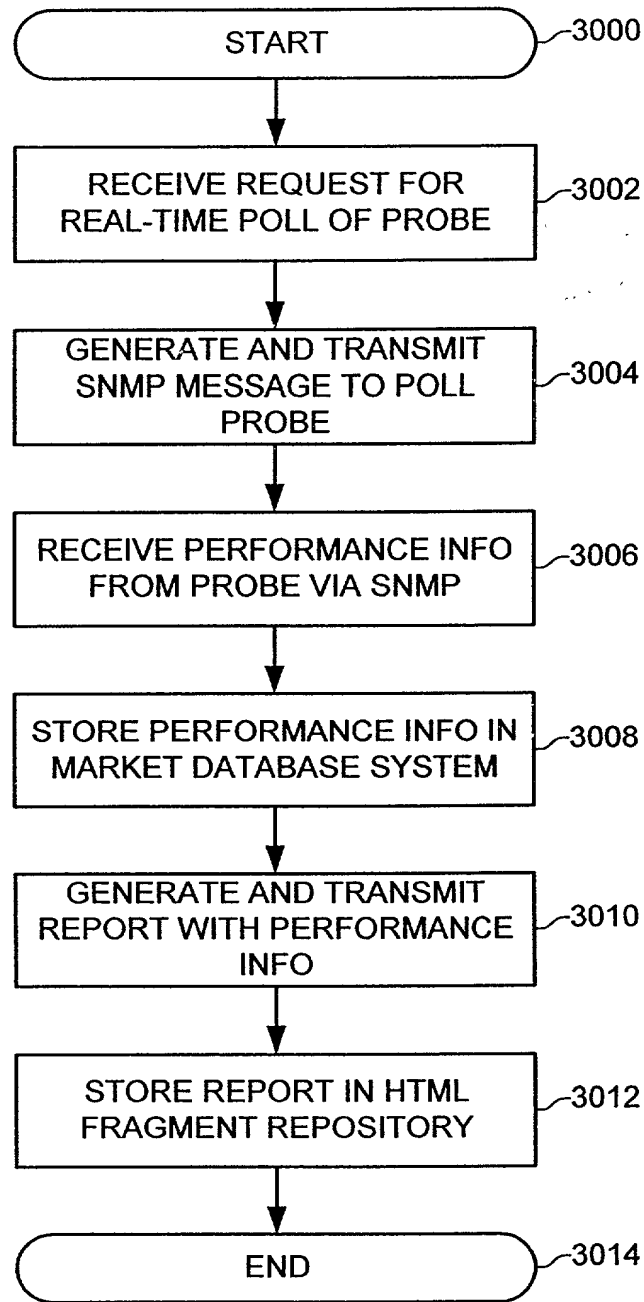 START
3000
RECEIVE REQUEST FOR
REAL-TIME POLL OF PROBE
3002
GENERATE AND TRANSMIT
SNMP MESSAGE TO POLL
PROBE
3004
RECEIVE PERFORMANCE INFO
FROM PROBE VIA SNMP
3006
STORE PERFORMANCE INFO IN
MARKET DATABASE SYSTEM
3008
GENERATE AND TRANSMIT
REPORT WITH PERFORMANCE
INFO
3010
STORE REPORT IN HTML
FRAGMENT REPOSITORY
3012
END
3014